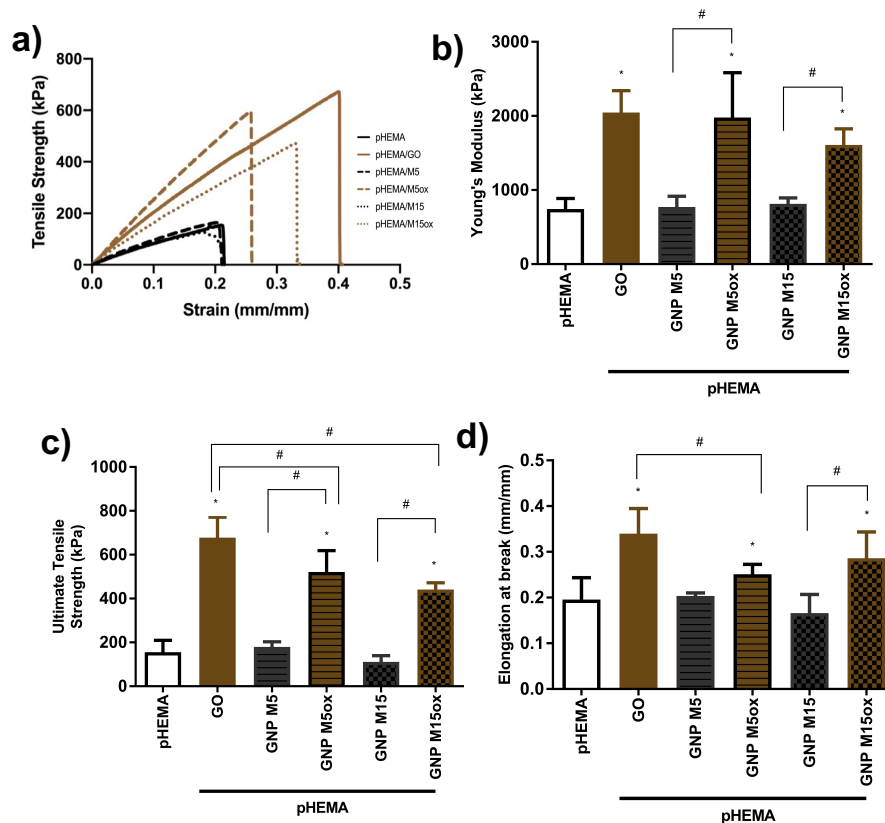 a)
Tensile Strength (kPa)
800
600
400
200
0
0.0 0.1 0.2 0.3 0.4 0.5
Strain (mm/mm)
pHEMA
pHEMA/GO
pHEMA/M5
pHEMA/M5ox
pHEMA/M15
pHEMA/M15ox
b)
Young's Modulus (kPa)
3000
2000
1000
0
#
#
*
*
*
pHEMA
GO
GNP M5
GNP M5ox
GNP M15
GNP M15ox
pHEMA
c)
Ultimate Tensile
Strength (kPa)
1000
800
600
400
200
0
#
#
#
#
*
*
*
pHEMA
GO
GNP M5
GNP M5ox
GNP M15
GNP M15ox
pHEMA
d)
Elongation at break (mm/mm)
0.5
0.4
0.3
0.2
0.1
0.0
#
#
*
*
*
pHEMA
GO
GNP M5
GNP M5ox
GNP M15
GNP M15ox
pHEMA